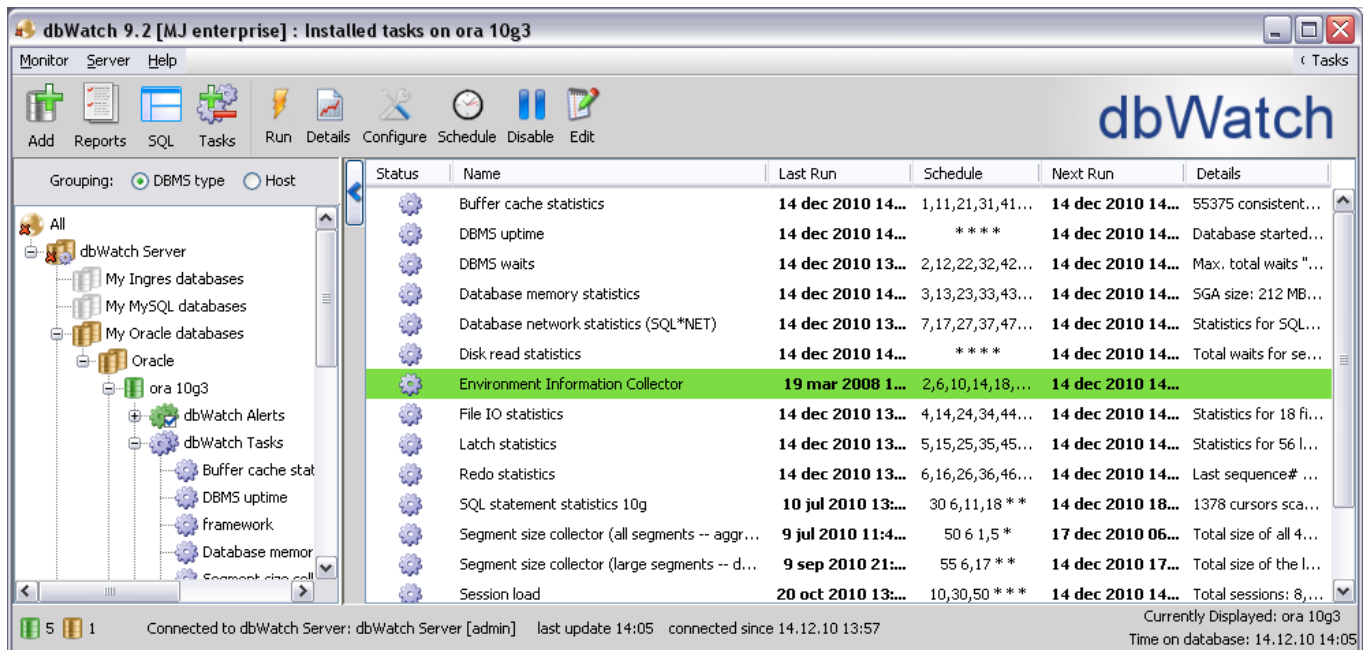 dbWatch 9.2 [MJ enterprise] : Installed tasks on ora 10g3
Monitor Server Help
Tasks
Add Reports SQL Tasks Run Details Configure Schedule Disable Edit
dbWatch
Grouping: DBMS type Host
All
dbWatch Server
My Ingres databases
My MySQL databases
My Oracle databases
Oracle
ora 10g3
dbWatch Alerts
dbWatch Tasks
Buffer cache stat
DBMS uptime
framework
Database memor
Segment size coll
Status Name Last Run Schedule Next Run Details
Buffer cache statistics 14 dec 2010 14... 1,11,21,31,41... 14 dec 2010 14... 55375 consistent...
DBMS uptime 14 dec 2010 14... * * * * 14 dec 2010 14... Database started...
DBMS waits 14 dec 2010 13... 2,12,22,32,42... 14 dec 2010 14... Max. total waits "...
Database memory statistics 14 dec 2010 14... 3,13,23,33,43... 14 dec 2010 14... SGA size: 212 MB...
Database network statistics (SQL*NET) 14 dec 2010 13... 7,17,27,37,47... 14 dec 2010 14... Statistics for SQL...
Disk read statistics 14 dec 2010 14... * * * * 14 dec 2010 14... Total waits for se...
Environment Information Collector 19 mar 2008 1... 2,6,10,14,18,... 14 dec 2010 14...
File IO statistics 14 dec 2010 13... 4,14,24,34,44... 14 dec 2010 14... Statistics for 18 fi...
Latch statistics 14 dec 2010 13... 5,15,25,35,45... 14 dec 2010 14... Statistics for 56 l...
Redo statistics 14 dec 2010 13... 6,16,26,36,46... 14 dec 2010 14... Last sequence# ...
SQL statement statistics 10g 10 jul 2010 13:... 30 6,11,18 * * 14 dec 2010 18... 1378 cursors sca...
Segment size collector (all segments -- aggr... 9 jul 2010 11:4... 50 6 1,5 * 17 dec 2010 06... Total size of all 4...
Segment size collector (large segments -- d... 9 sep 2010 21:... 55 6,17 * * 14 dec 2010 17... Total size of the l...
Session load 20 oct 2010 13:... 10,30,50 * * * 14 dec 2010 14... Total sessions: 8,...
5 1 Connected to dbWatch Server: dbWatch Server [admin] last update 14:05 connected since 14.12.10 13:57
Currently Displayed: ora 10g3
Time on database: 14.12.10 14:05